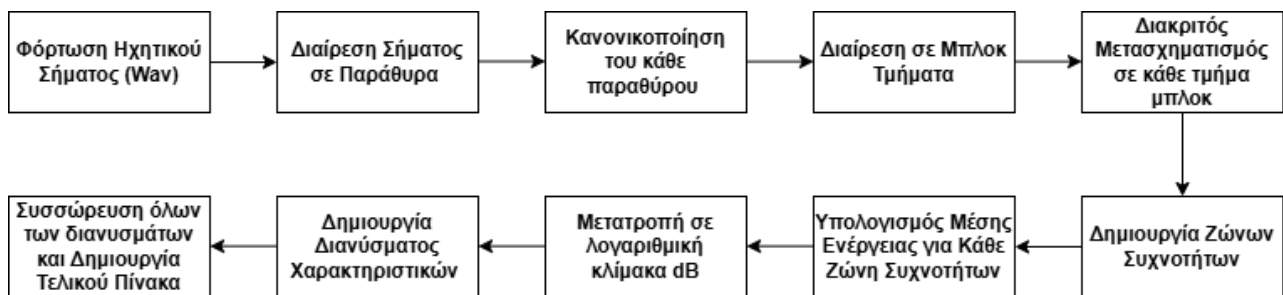 Φόρτωση Ηχητικού
Σήματος (Wav)
Διαίρεση Σήματος
σε Παράθυρα
Κανονικοποίηση
του κάθε
παραθύρου
Διαίρεση σε Μπλοκ
Τμήματα
Διακριτός
Μετασχηματισμός
σε κάθε τμήμα
μπλοκ
Δημιουργία Ζώνων
Συχνοτήτων
Υπολογισμός Μέσης
Ενέργειας για Κάθε
Ζώνη Συχνοτήτων
Μετατροπή σε
λογαριθμική
κλίμακα dB
Δημιουργία
Διανύσματος
Χαρακτηριστικών
Συσσώρευση όλων
των διανυσμάτων
και Δημιουργία
Τελικού Πίνακα